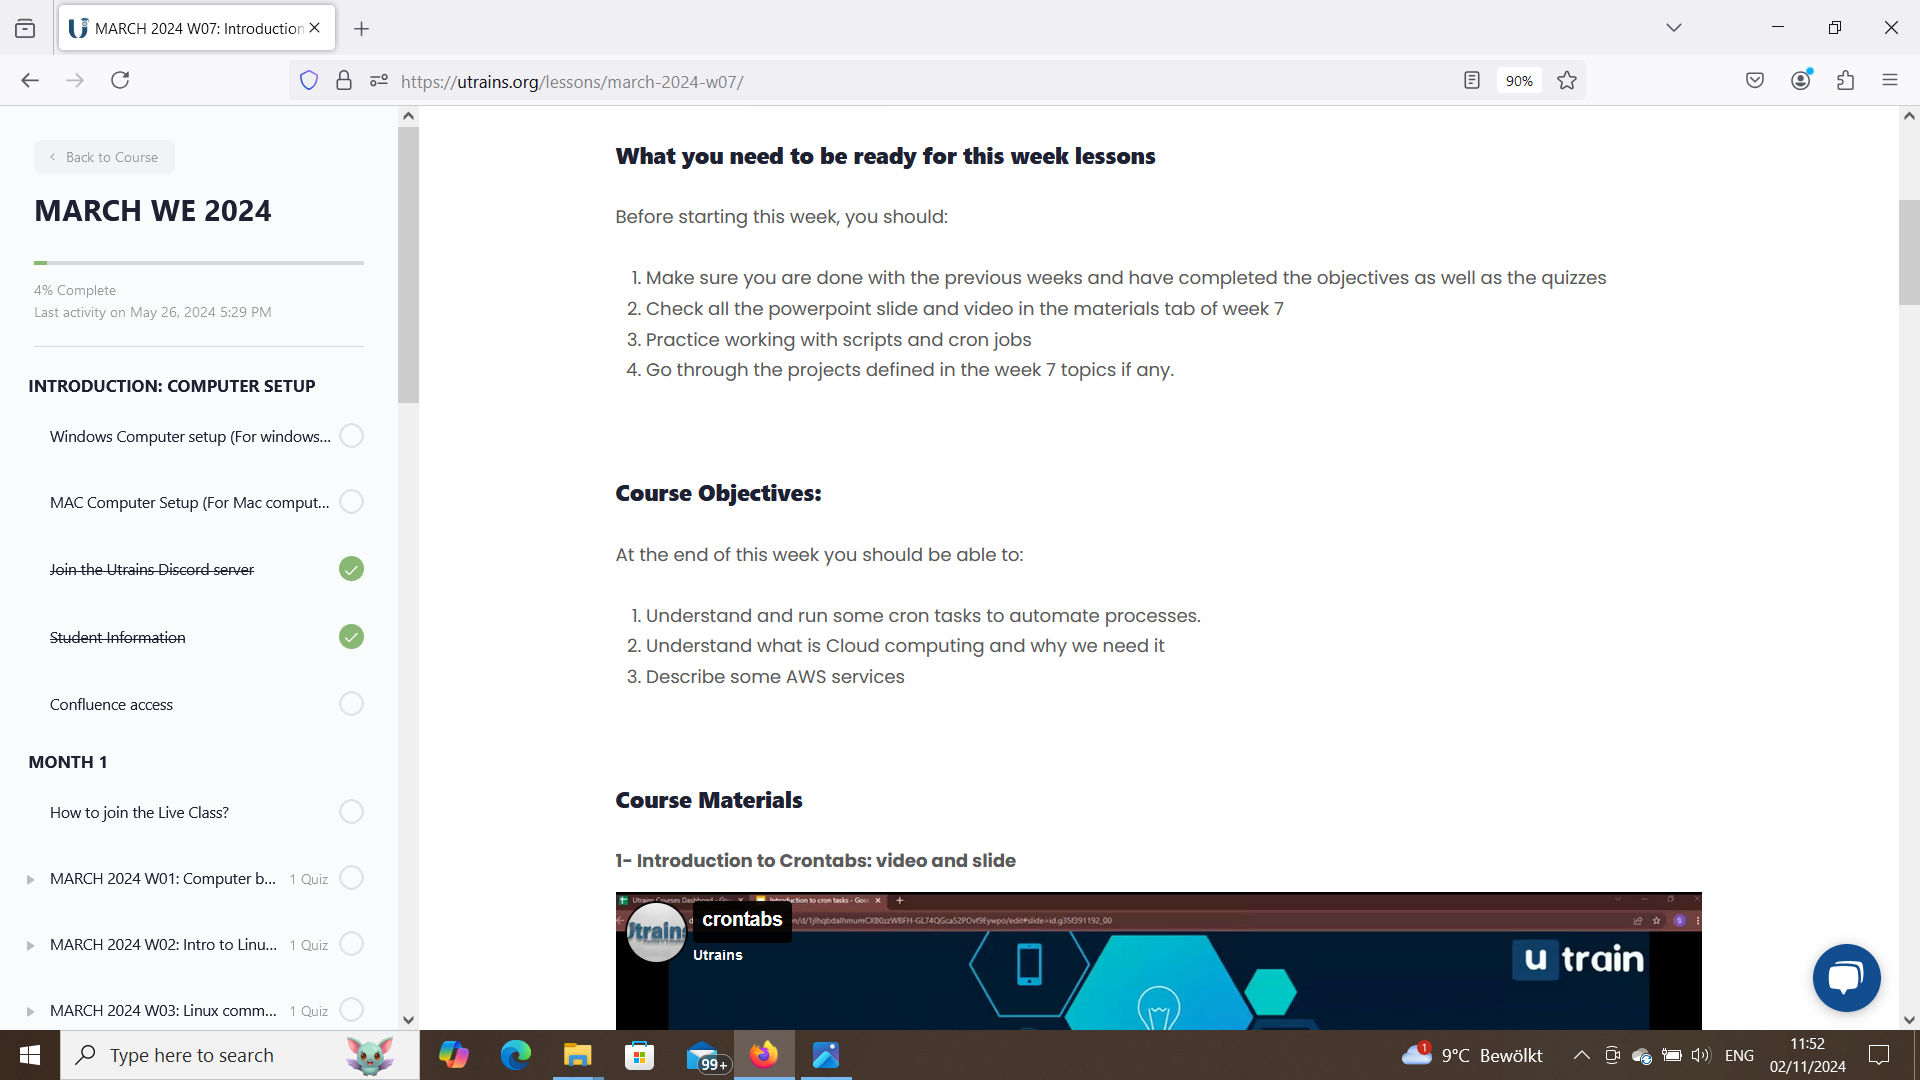 MARCH 2024 W07: Introduction
https://utrains.org/lessons/march-2024-w07/
90%
Back to Course
MARCH WE 2024
4% Complete
Last activity on May 26, 2024 5:29 PM
INTRODUCTION: COMPUTER SETUP
Windows Computer setup (For windows...
MAC Computer Setup (For Mac comput...
Join the Utrains Discord server
Student Information
Confluence access
MONTH 1
How to join the Live Class?
MARCH 2024 W01: Computer b... 1 Quiz
MARCH 2024 W02: Intro to Linu... 1 Quiz
MARCH 2024 W03: Linux comm... 1 Quiz
What you need to be ready for this week lessons
Before starting this week, you should:
1. Make sure you are done with the previous weeks and have completed the objectives as well as the quizzes
2. Check all the powerpoint slide and video in the materials tab of week 7
3. Practice working with scripts and cron jobs
4. Go through the projects defined in the week 7 topics if any.
Course Objectives:
At the end of this week you should be able to:
1. Understand and run some cron tasks to automate processes.
2. Understand what is Cloud computing and why we need it
3. Describe some AWS services
Course Materials
1- Introduction to Crontabs: video and slide
Utrains Courses Dashboard - Go
Introduction to cron tasks - Goo
Utrains
crontabs
Utrains
u train
Type here to search
99+
1
9°C Bewölkt
ENG
11:52
02/11/2024